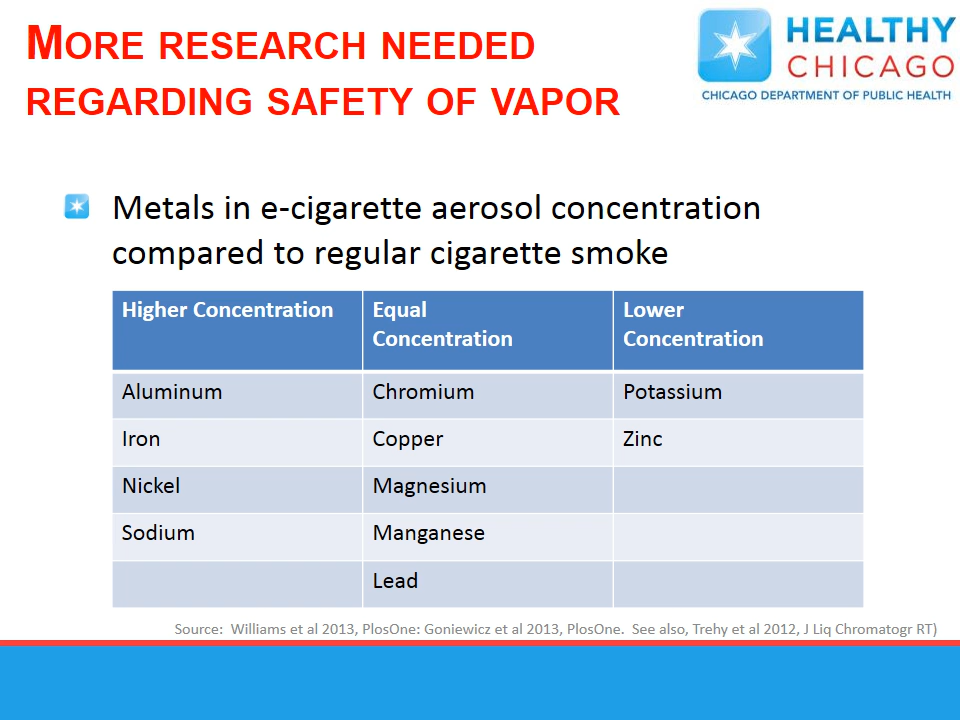 MORE RESEARCH NEEDED
REGARDING SAFETY OF VAPOR
HEALTHY
CHICAGO
CHICAGO DEPARTMENT OF PUBLIC HEALTH
Metals in e-cigarette aerosol concentration
compared to regular cigarette smoke
Higher Concentration Equal Concentration Lower Concentration
Aluminum Chromium Potassium
Iron Copper Zinc
Nickel Magnesium
Sodium Manganese
Lead
Source: Williams et al 2013, PlosOne: Goniewicz et al 2013, PlosOne. See also, Trehy et al 2012, J Liq Chromatogr RT)